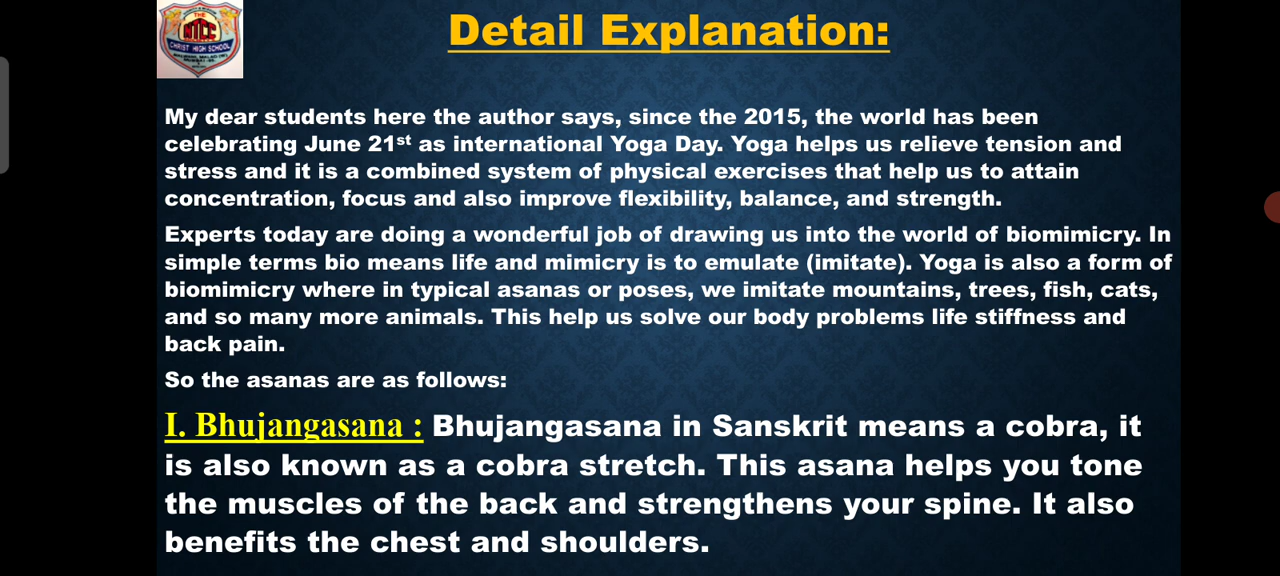 THE
NTCC
CHRIST HIGH SCHOOL
Detail Explanation:
My dear students here the author says, since the 2015, the world has been
celebrating June 21st as international Yoga Day. Yoga helps us relieve tension and
stress and it is a combined system of physical exercises that help us to attain
concentration, focus and also improve flexibility, balance, and strength.
Experts today are doing a wonderful job of drawing us into the world of biomimicry. In
simple terms bio means life and mimicry is to emulate (imitate). Yoga is also a form of
biomimicry where in typical asanas or poses, we imitate mountains, trees, fish, cats,
and so many more animals. This help us solve our body problems life stiffness and
back pain.
So the asanas are as follows:
I. Bhujangasana : Bhujangasana in Sanskrit means a cobra, it
is also known as a cobra stretch. This asana helps you tone
the muscles of the back and strengthens your spine. It also
benefits the chest and shoulders.